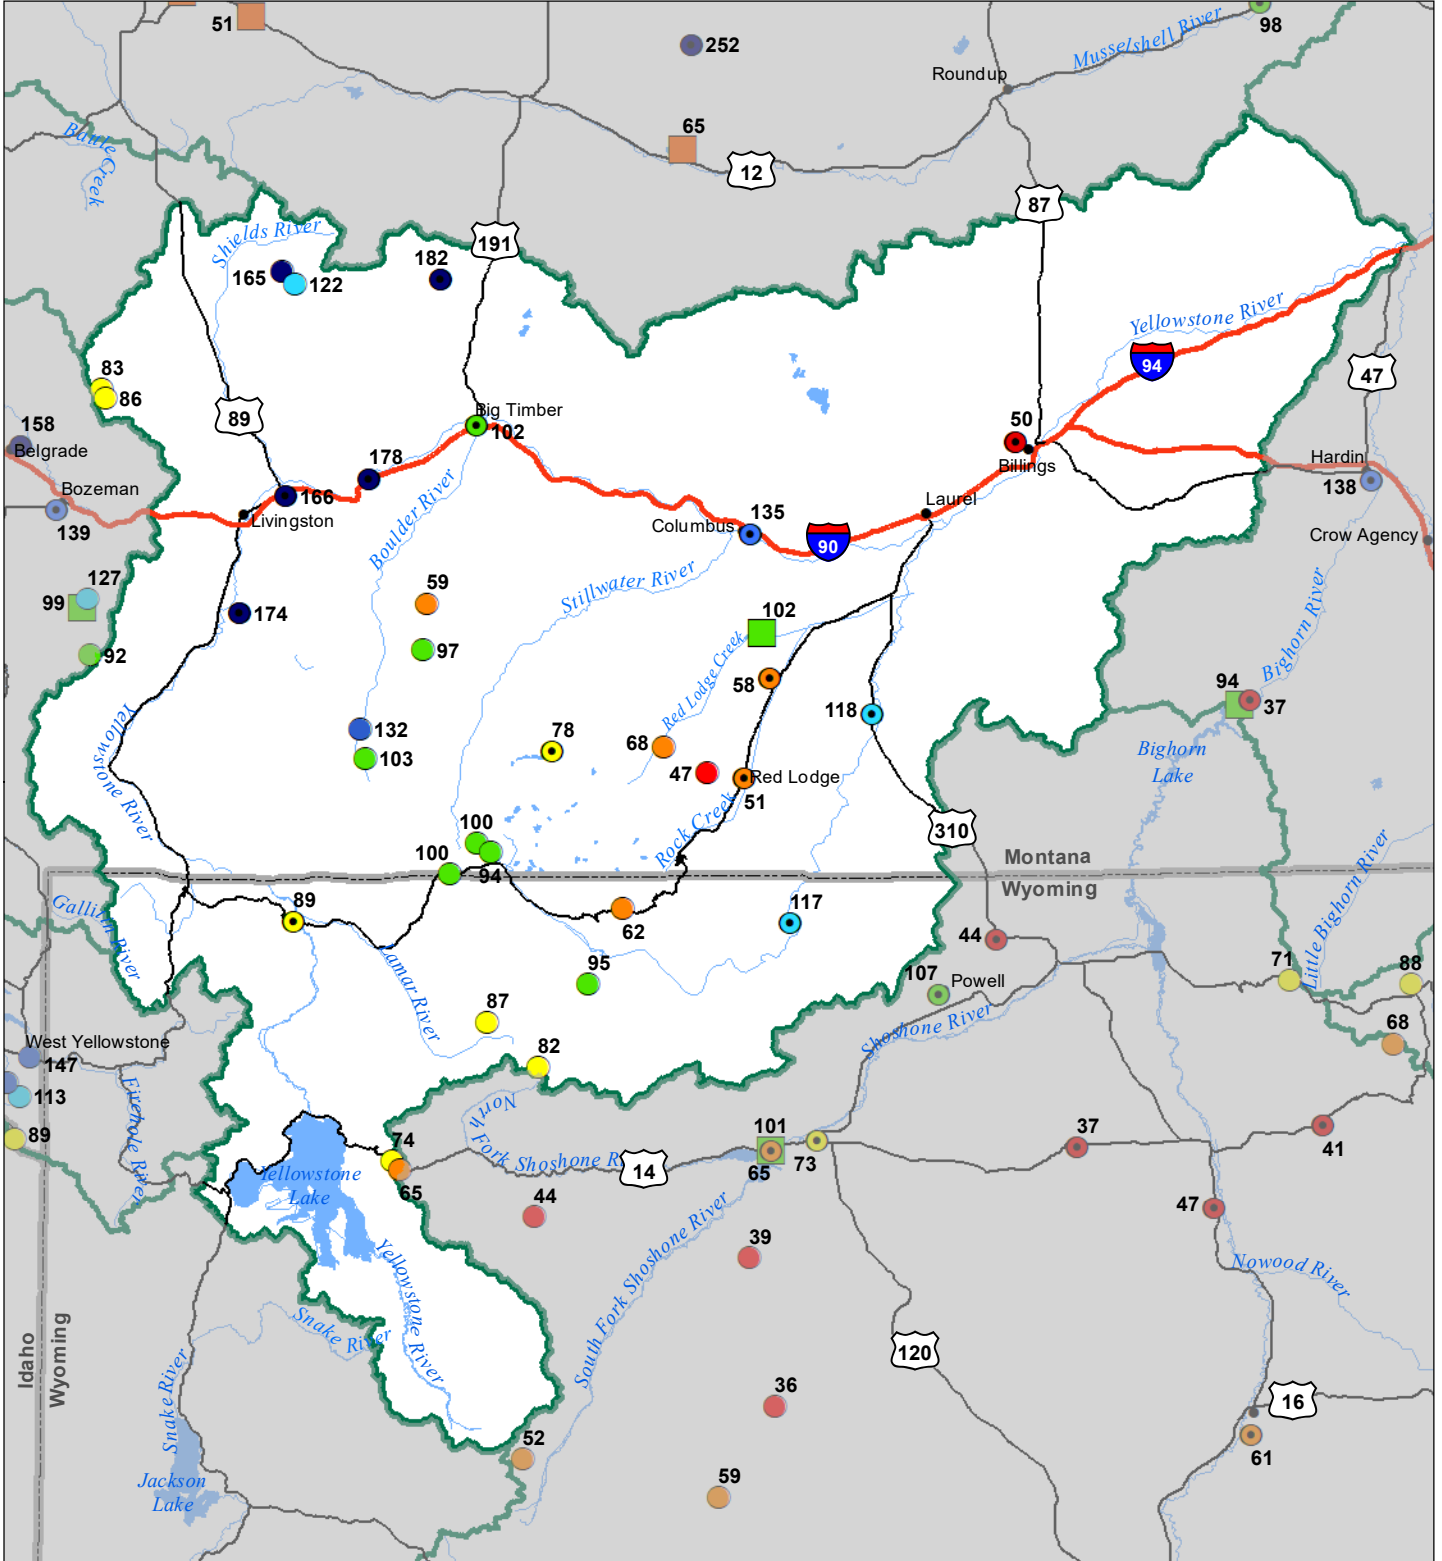 51
252
98
Musselshell River
Roundup
65
12
Battle Creek
87
Shields River
191
182
165
122
Yellowstone River
94
47
83
86
89
Big Timber
102
158
Belgrade
50
Billings
Hardin
138
178
166
Bozeman
139
Livingston
Laurel
135
Columbus
90
Crow Agency
Boulder River
Stillwater River
127
99
59
102
174
97
92
Red Lodge Creek
58
Bighorn River
94
37
118
132
103
78
68
47
Red Lodge
51
Bighorn
Lake
Yellowstone River
Rock Creek
310
100
100
94
Montana
Wyoming
Little Bighorn River
Gallatin River
89
62
117
44
Lamar River
95
107
Powell
71
88
87
Shoshone River
68
West Yellowstone
147
82
113
Firehole River
North
Fork Shoshone R
89
74
65
14
101
65
73
37
41
Yellowstone
Lake
44
47
39
South Fork Shoshone River
Yellowstone River
Nowood River
Snake River
Idaho
Wyoming
120
Snake River
36
16
52
61
Jackson
Lake
59